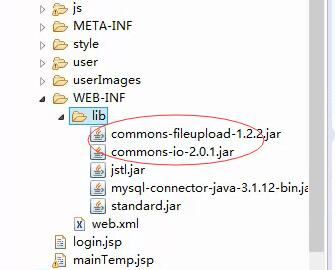 js
META-INF
style
user
userImages
WEB-INF
lib
commons-fileupload-1.2.2.jar
commons-io-2.0.1.jar
jstl.jar
mysql-connector-java-3.1.12-bin.ja
standard.jar
web.xml
login.jsp
mainTemp.jsp